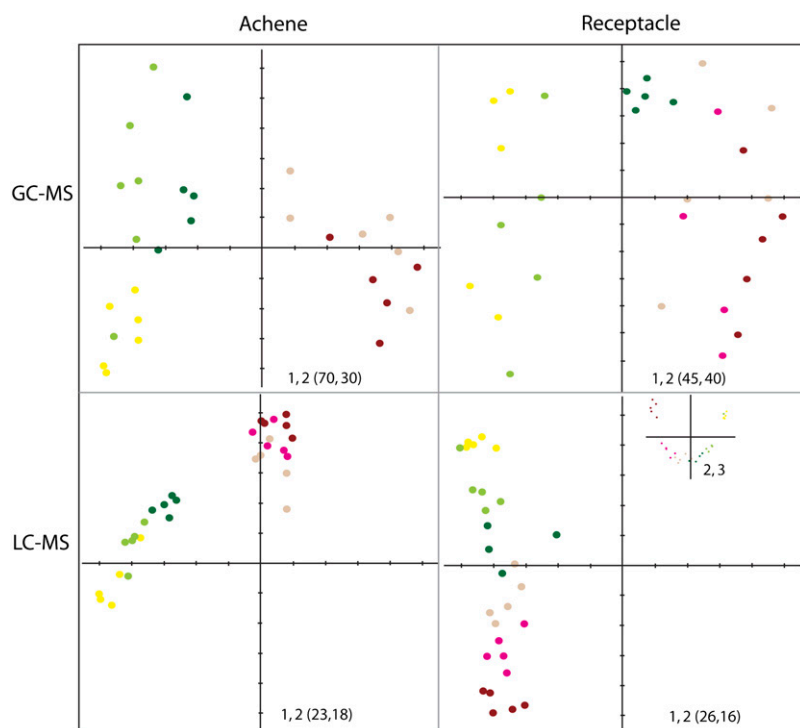 Achene
Receptacle
GC-MS
1, 2 (70, 30)
1, 2 (45, 40)
LC-MS
2, 3
1, 2 (23,18)
1, 2 (26,16)